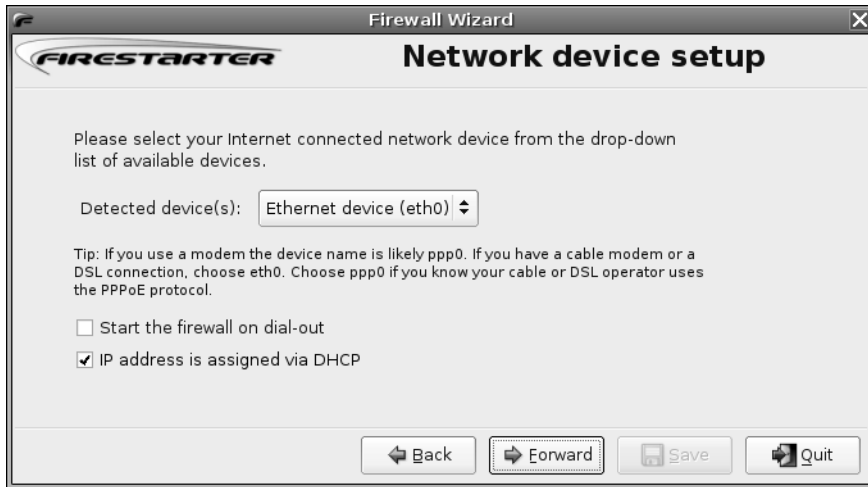 Firewall Wizard
FIRESTARTER
Network device setup
Please select your Internet connected network device from the drop-down
list of available devices.
Detected device(s): Ethernet device (eth0)
Tip: If you use a modem the device name is likely ppp0. If you have a cable modem or a
DSL connection, choose eth0. Choose ppp0 if you know your cable or DSL operator uses
the PPPoE protocol.
Start the firewall on dial-out
IP address is assigned via DHCP
Back Forward Save Quit